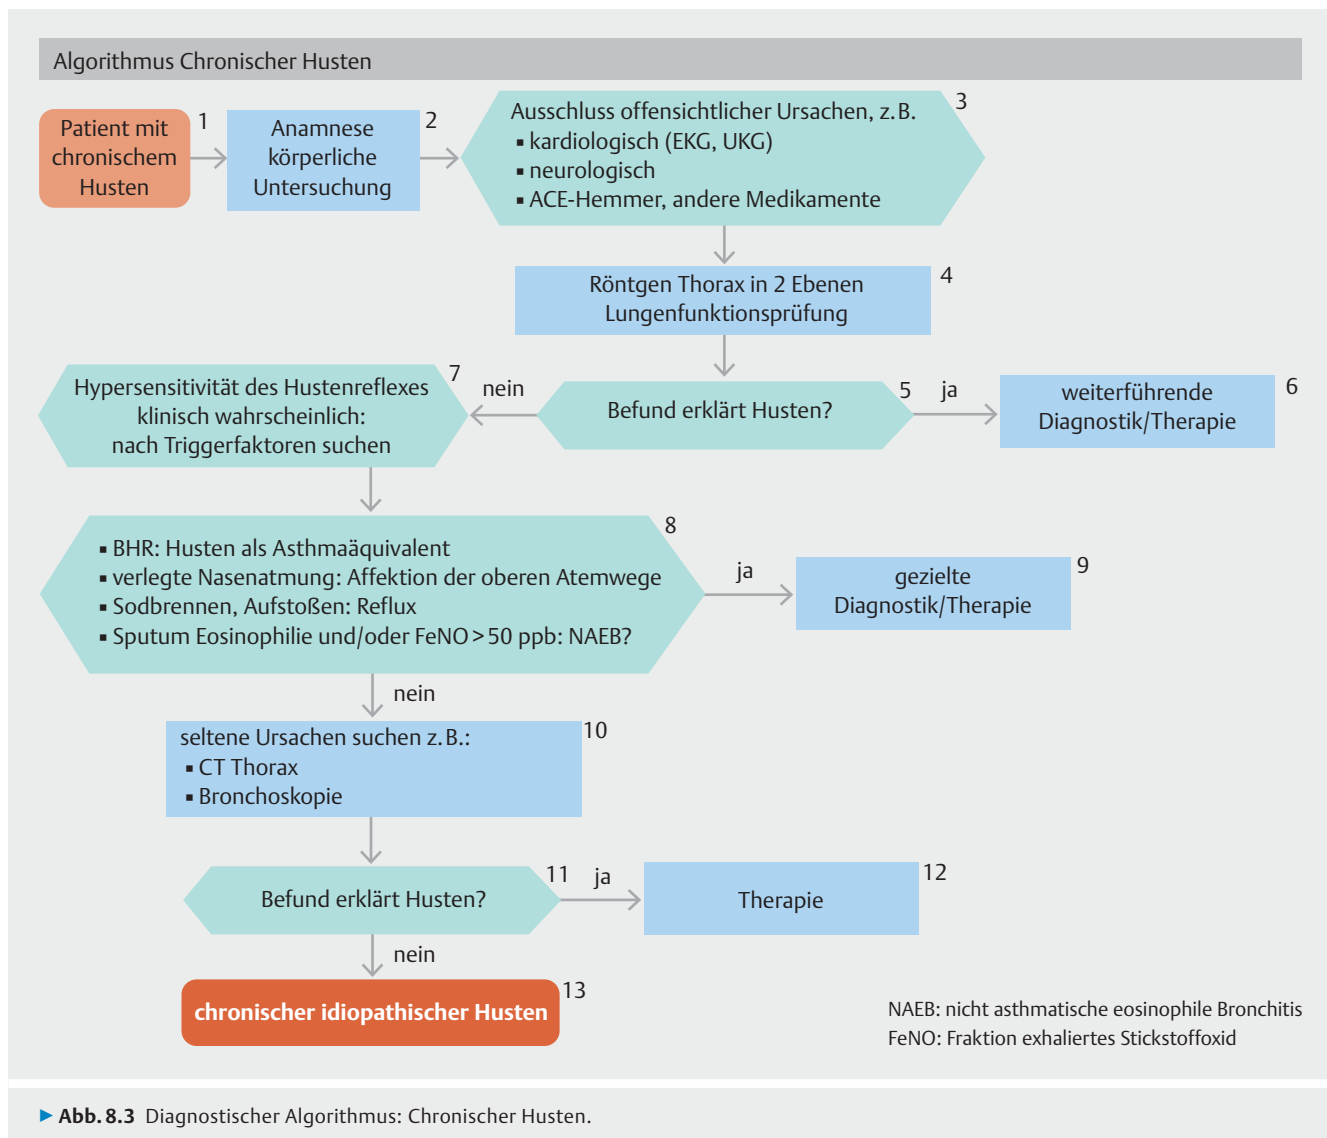 Algorithmus Chronischer Husten
Patient mit
chronischem
Husten
1
Anamnese
körperliche
Untersuchung
2
Ausschluss offensichtlicher Ursachen, z. B.
▪ kardiologisch (EKG, UKG)
▪ neurologisch
▪ ACE-Hemmer, andere Medikamente
3
Röntgen Thorax in 2 Ebenen
Lungenfunktionsprüfung
4
Befund erklärt Husten?
5
ja
weiterführende
Diagnostik/Therapie
6
nein
Hypersensitivität des Hustenreflexes
klinisch wahrscheinlich:
nach Triggerfaktoren suchen
7
▪ BHR: Husten als Asthmaäquivalent
▪ verlegte Nasenatmung: Affektion der oberen Atemwege
▪ Sodbrennen, Aufstoßen: Reflux
▪ Sputum Eosinophilie und/oder FeNO > 50 ppb: NAEB?
8
ja
gezielte
Diagnostik/Therapie
9
nein
seltene Ursachen suchen z. B.:
▪ CT Thorax
▪ Bronchoskopie
10
Befund erklärt Husten?
11
ja
Therapie
12
nein
chronischer idiopathischer Husten
13
NAEB: nicht asthmatische eosinophile Bronchitis
FeNO: Fraktion exhaliertes Stickstoffoxid
▶ Abb. 8.3 Diagnostischer Algorithmus: Chronischer Husten.